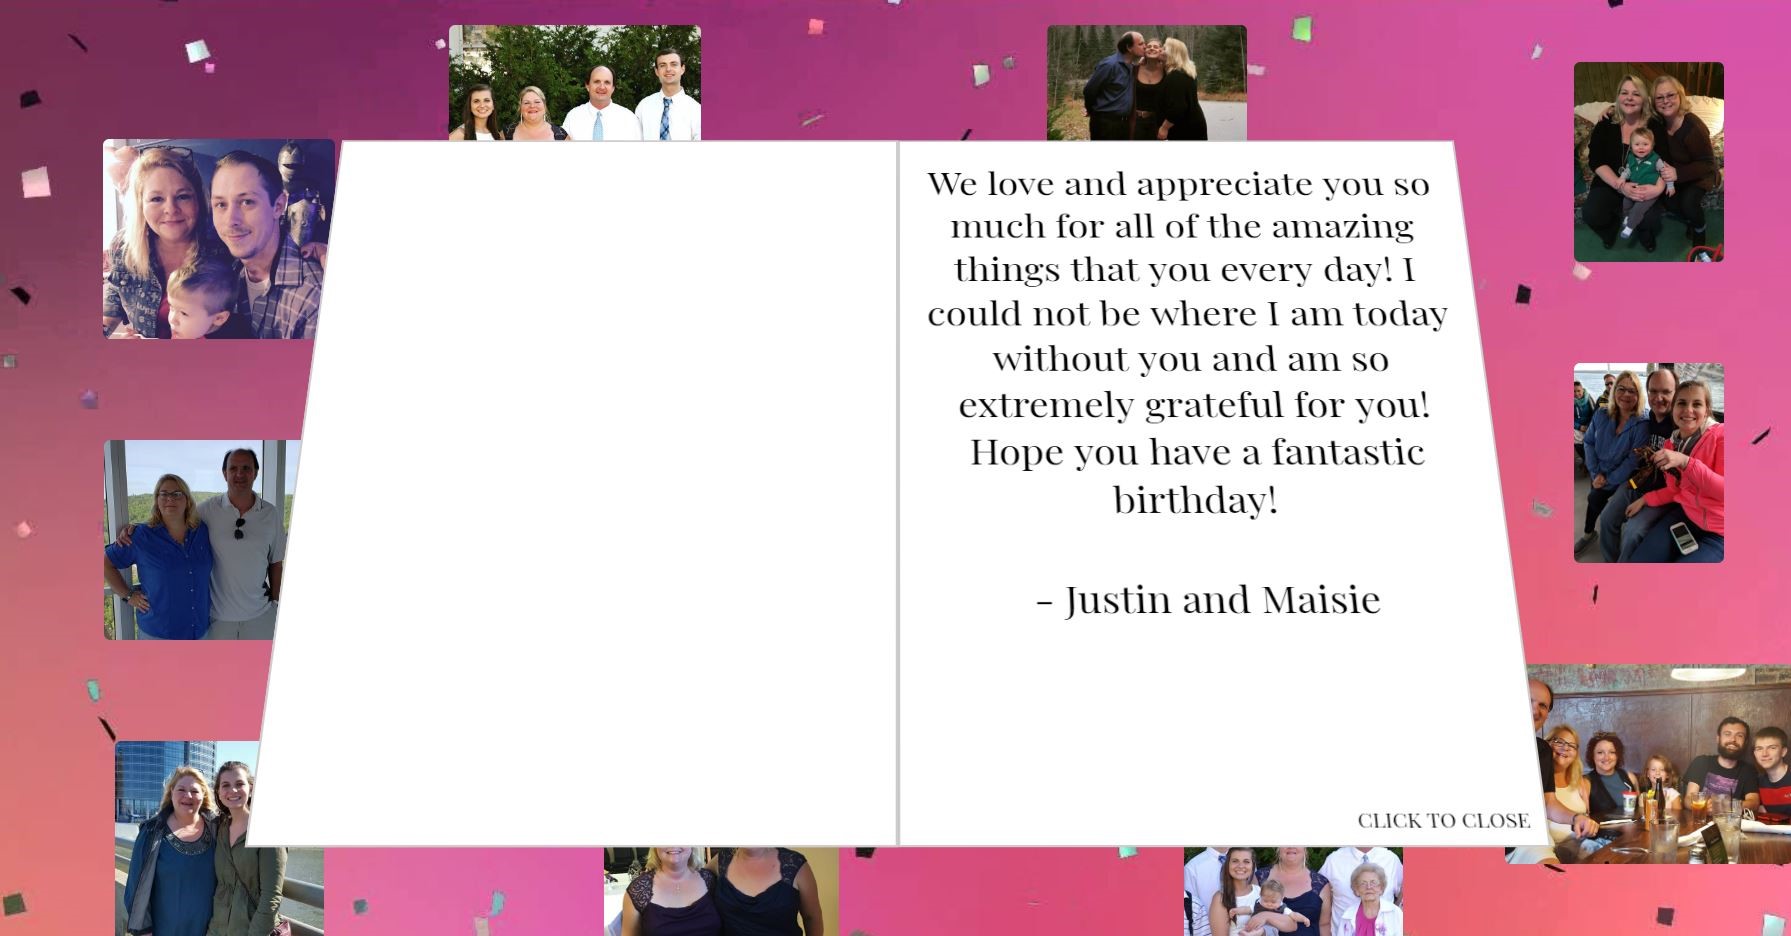 We love and appreciate you so
much for all of the amazing
things that you every day! I
could not be where I am today
without you and am so
extremely grateful for you!
Hope you have a fantastic
birthday!
- Justin and Maisie
CLICK TO CLOSE